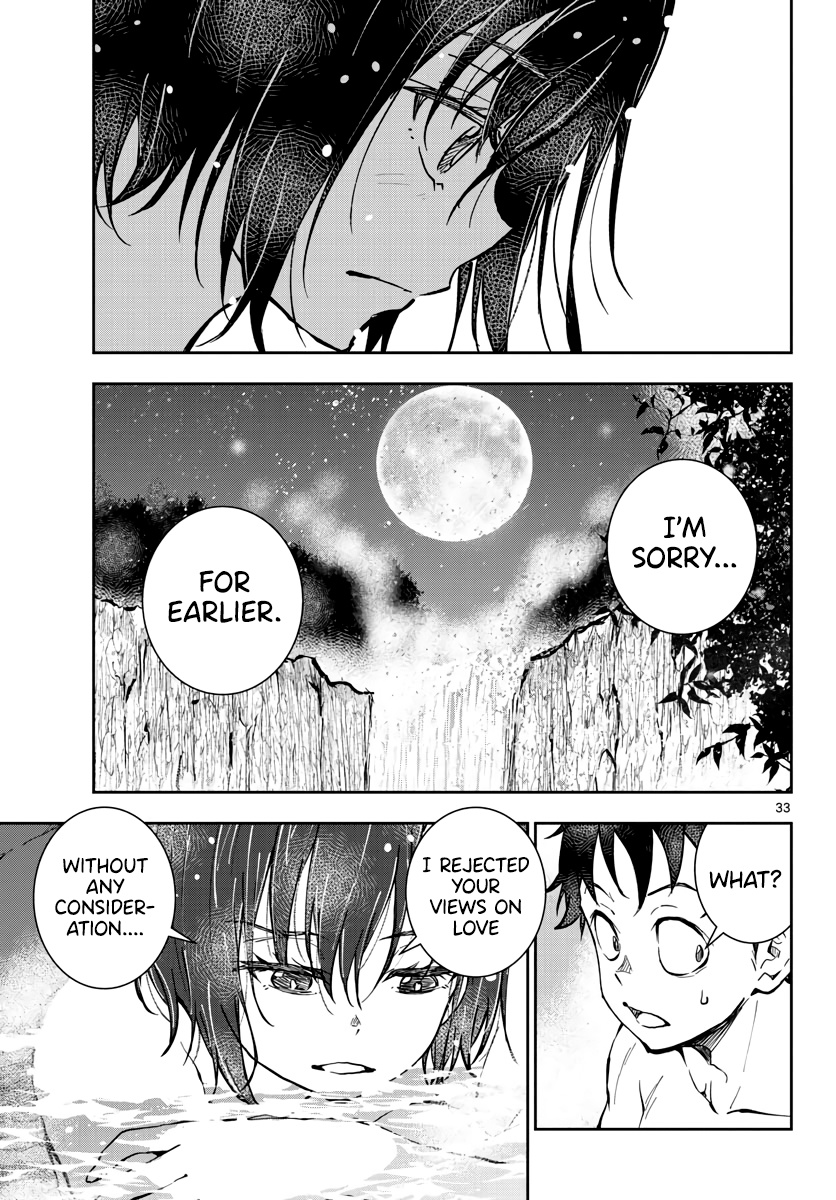 I'M
SORRY...
FOR
EARLIER.
33
WHAT?
I REJECTED
YOUR
VIEWS ON
LOVE
WITHOUT
ANY
CONSIDER-
ATION....